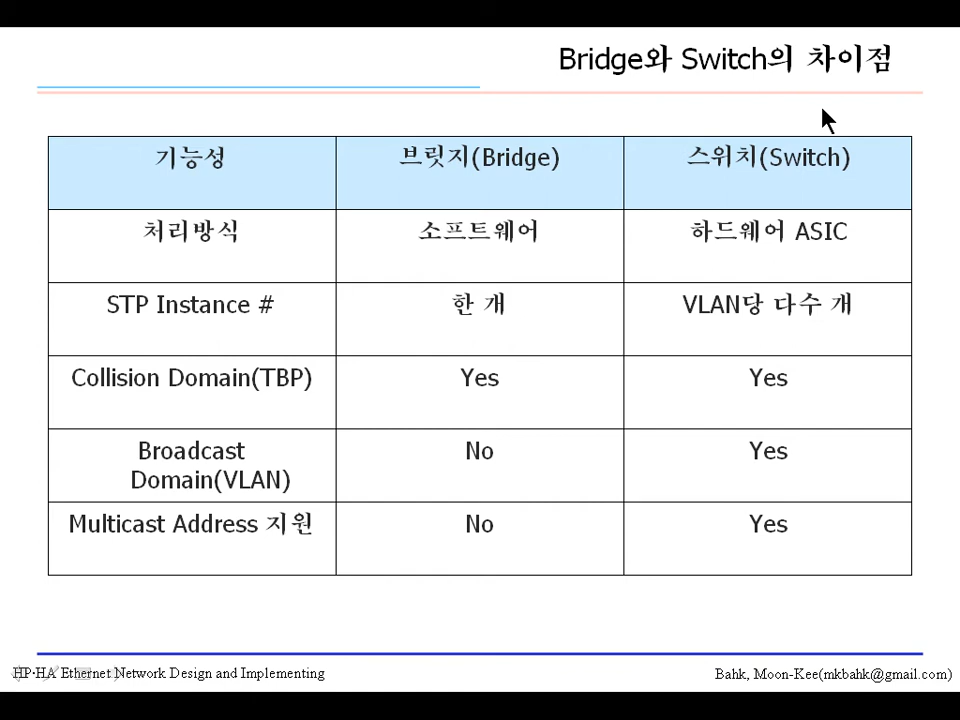 Bridge와 Switch의 차이점
기능성 브릿지(Bridge) 스위치(Switch)
처리방식 소프트웨어 하드웨어 ASIC
STP Instance # 한 개 VLAN당 다수 개
Collision Domain(TBP) Yes Yes
Broadcast
Domain(VLAN) No Yes
Multicast Address 지원 No Yes
HP·HA Ethernet Network Design and Implementing Bahk, Moon-Kee(mkbahk@gmail.com)